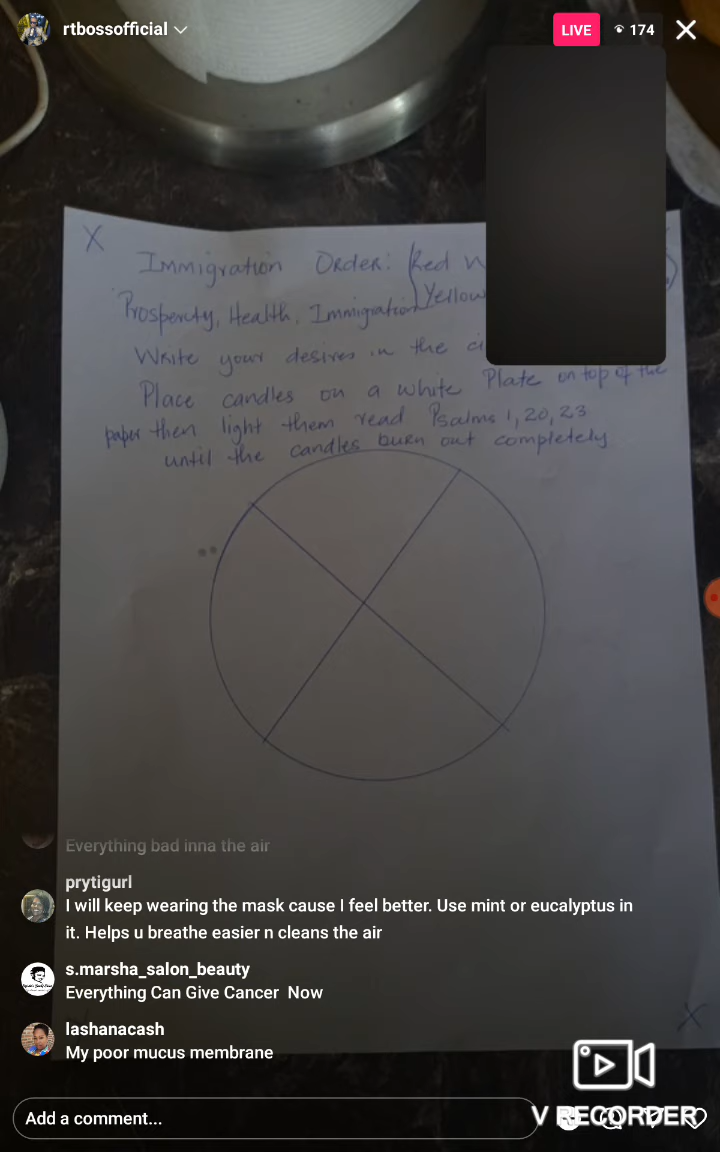 rtbossofficial
LIVE
174
X
Immigration Order: (Red
Yellow
Prosperity, Health, Immigration
Write your desires in the
Place candles on a white Plate on top of the
paper then light them read Psalms 1, 20, 23
until the candles burn out completely
X
Everything bad inna the air
prytigurl
I will keep wearing the mask cause I feel better. Use mint or eucalyptus in
it. Helps u breathe easier n cleans the air
s.marsha_salon_beauty
Everything Can Give Cancer Now
lashanacash
My poor mucus membrane
Add a comment...
V RECORDER